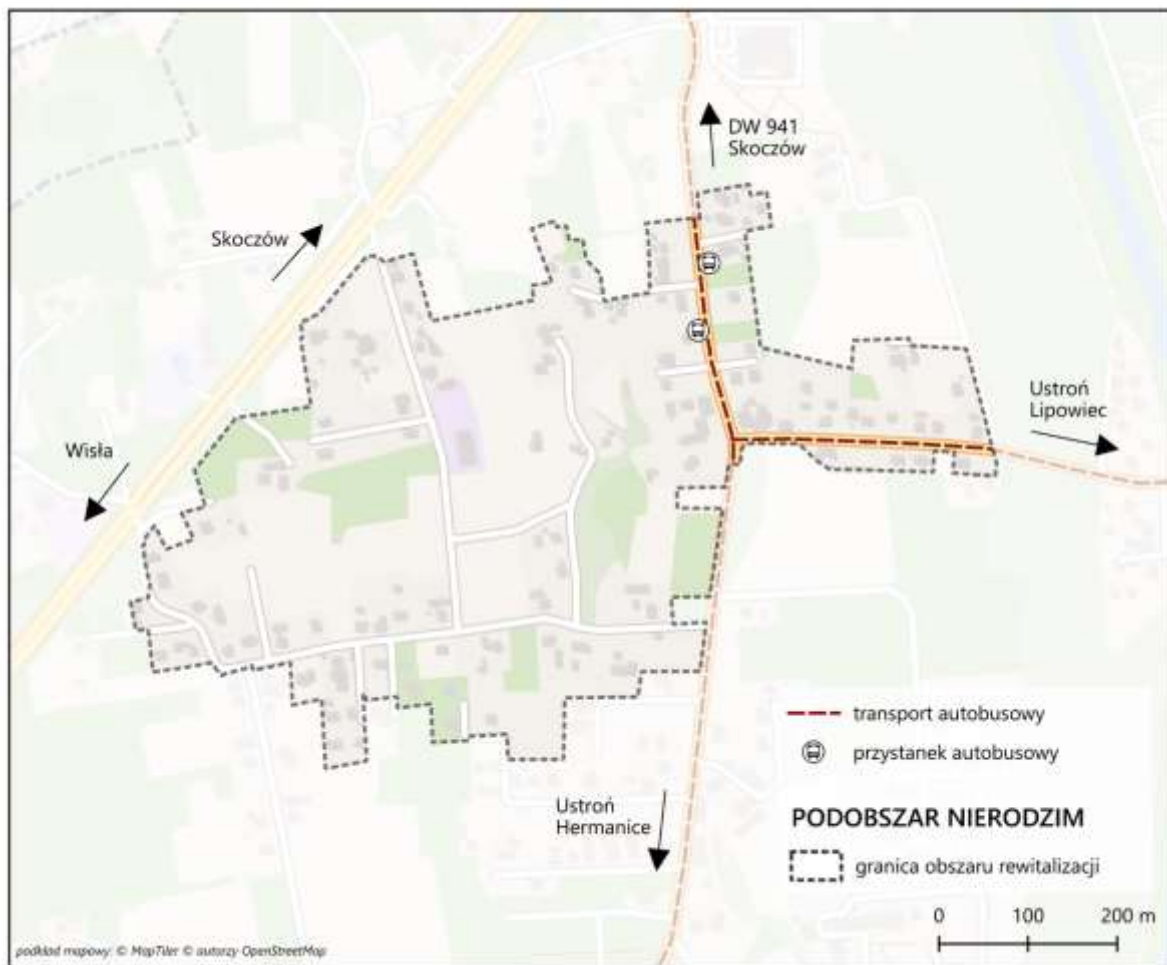 DW 941
Skoczów
Skoczów
Wisła
Ustroń
Lipowiec
transport autobusowy
przystanek autobusowy
Ustroń
Hermanice
PODOBSZAR NIERODZIM
granica obszaru rewitalizacji
0 100 200 m
podkład mapowy: © MapTiler © autorzy OpenStreetMap